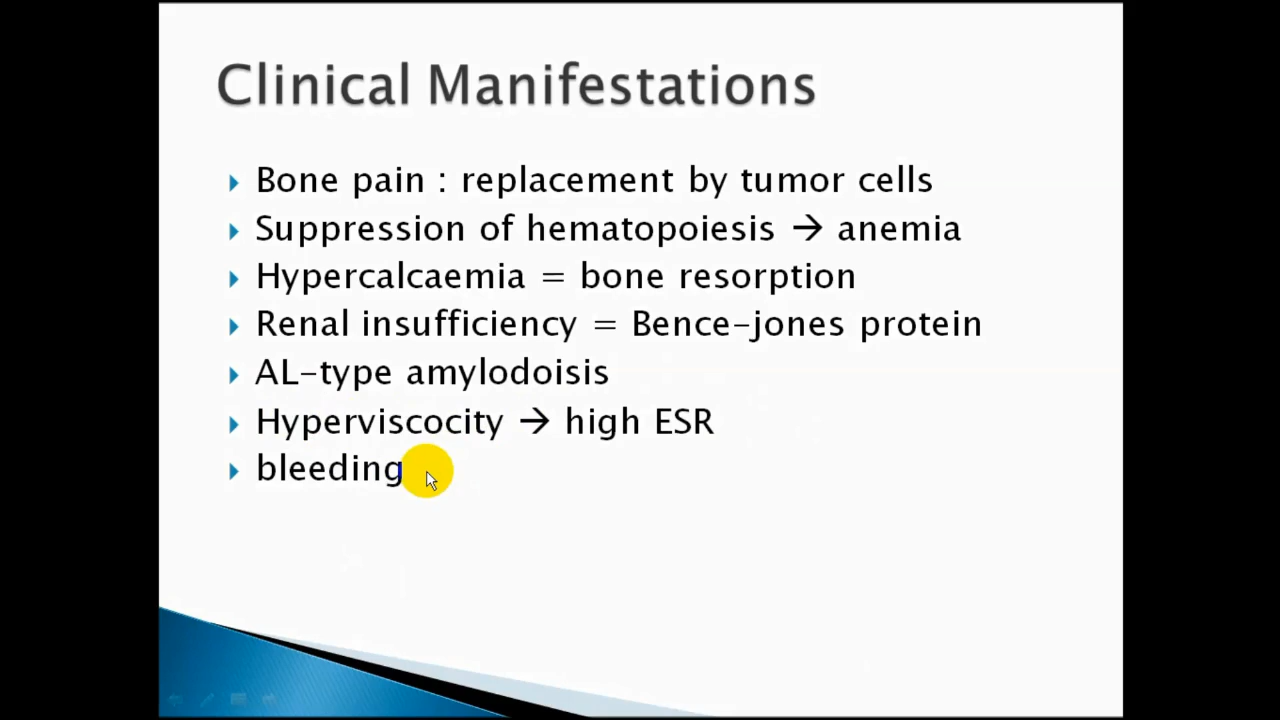 Clinical Manifestations
Bone pain : replacement by tumor cells
Suppression of hematopoiesis → anemia
Hypercalcaemia = bone resorption
Renal insufficiency = Bence-jones protein
AL-type amylodoisis
Hyperviscocity → high ESR
bleeding